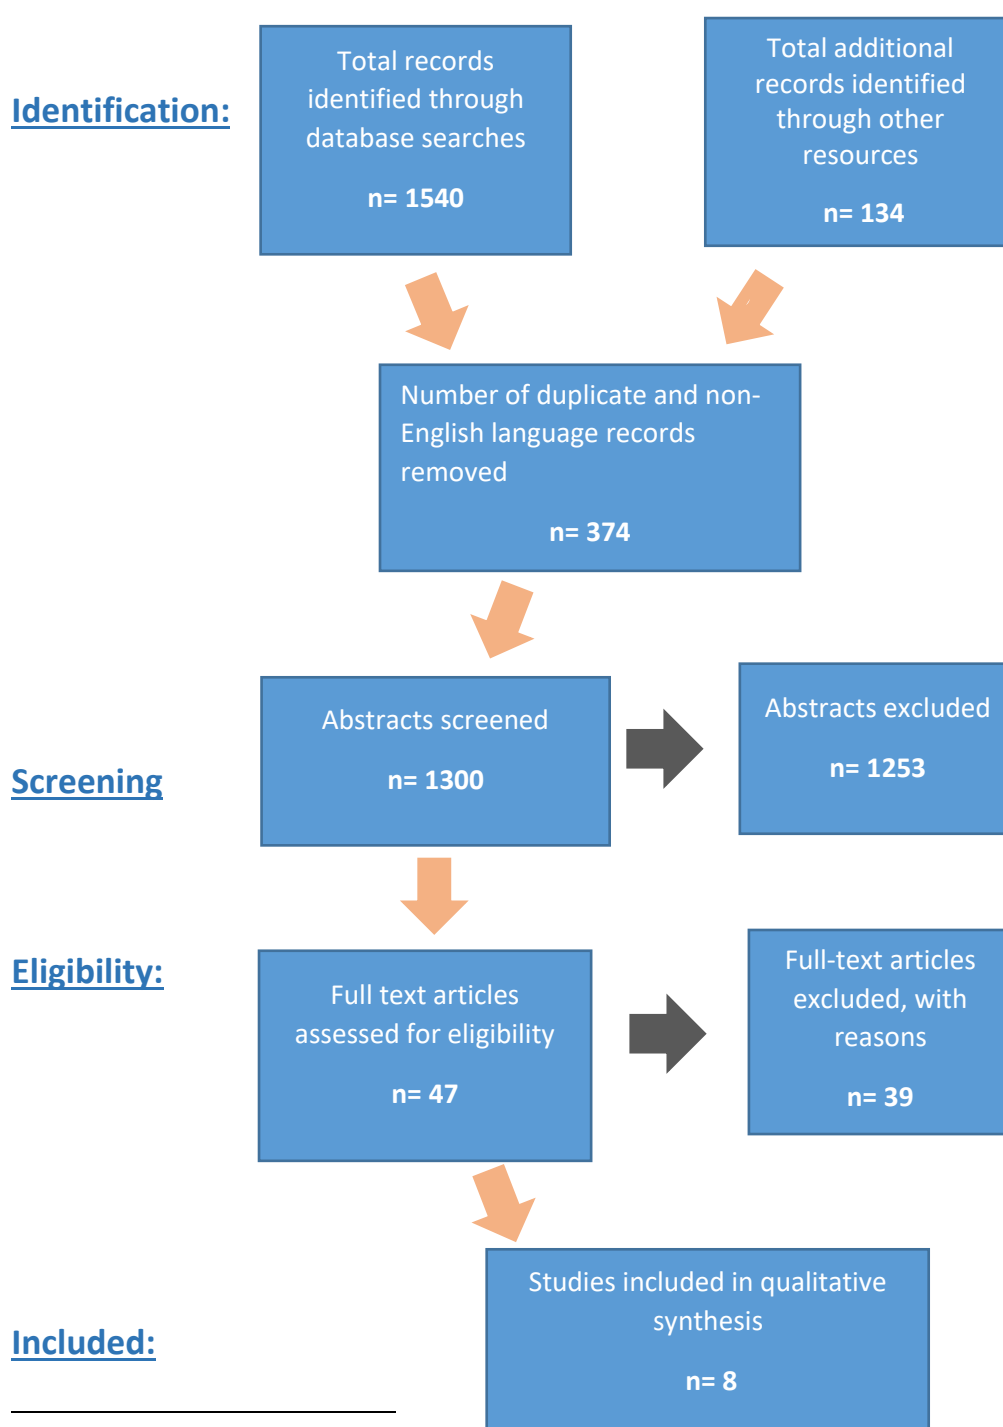 Identification:
Total records
identified through
database searches
n= 1540
Total additional
records identified
through other
resources
n= 134
Number of duplicate and non-
English language records
removed
n= 374
Screening
Abstracts screened
n= 1300
Abstracts excluded
n= 1253
Eligibility:
Full text articles
assessed for eligibility
n= 47
Full-text articles
excluded, with
reasons
n= 39
Included:
Studies included in qualitative
synthesis
n= 8